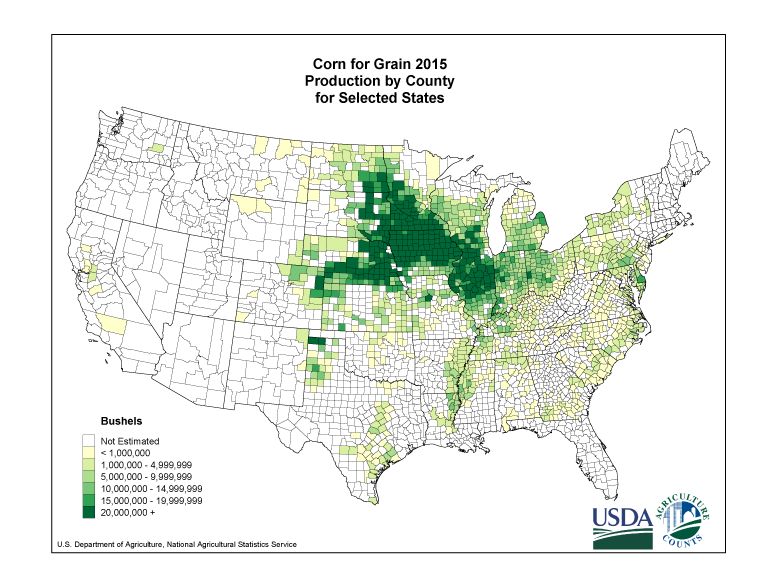 Corn for Grain 2015
Production by County
for Selected States
Bushels
Not Estimated
< 1,000,000
1,000,000 - 4,999,999
5,000,000 - 9,999,999
10,000,000 - 14,999,999
15,000,000 - 19,999,999
20,000,000 +
U.S. Department of Agriculture, National Agricultural Statistics Service
USDA
AGRICULTURE
COUNTS